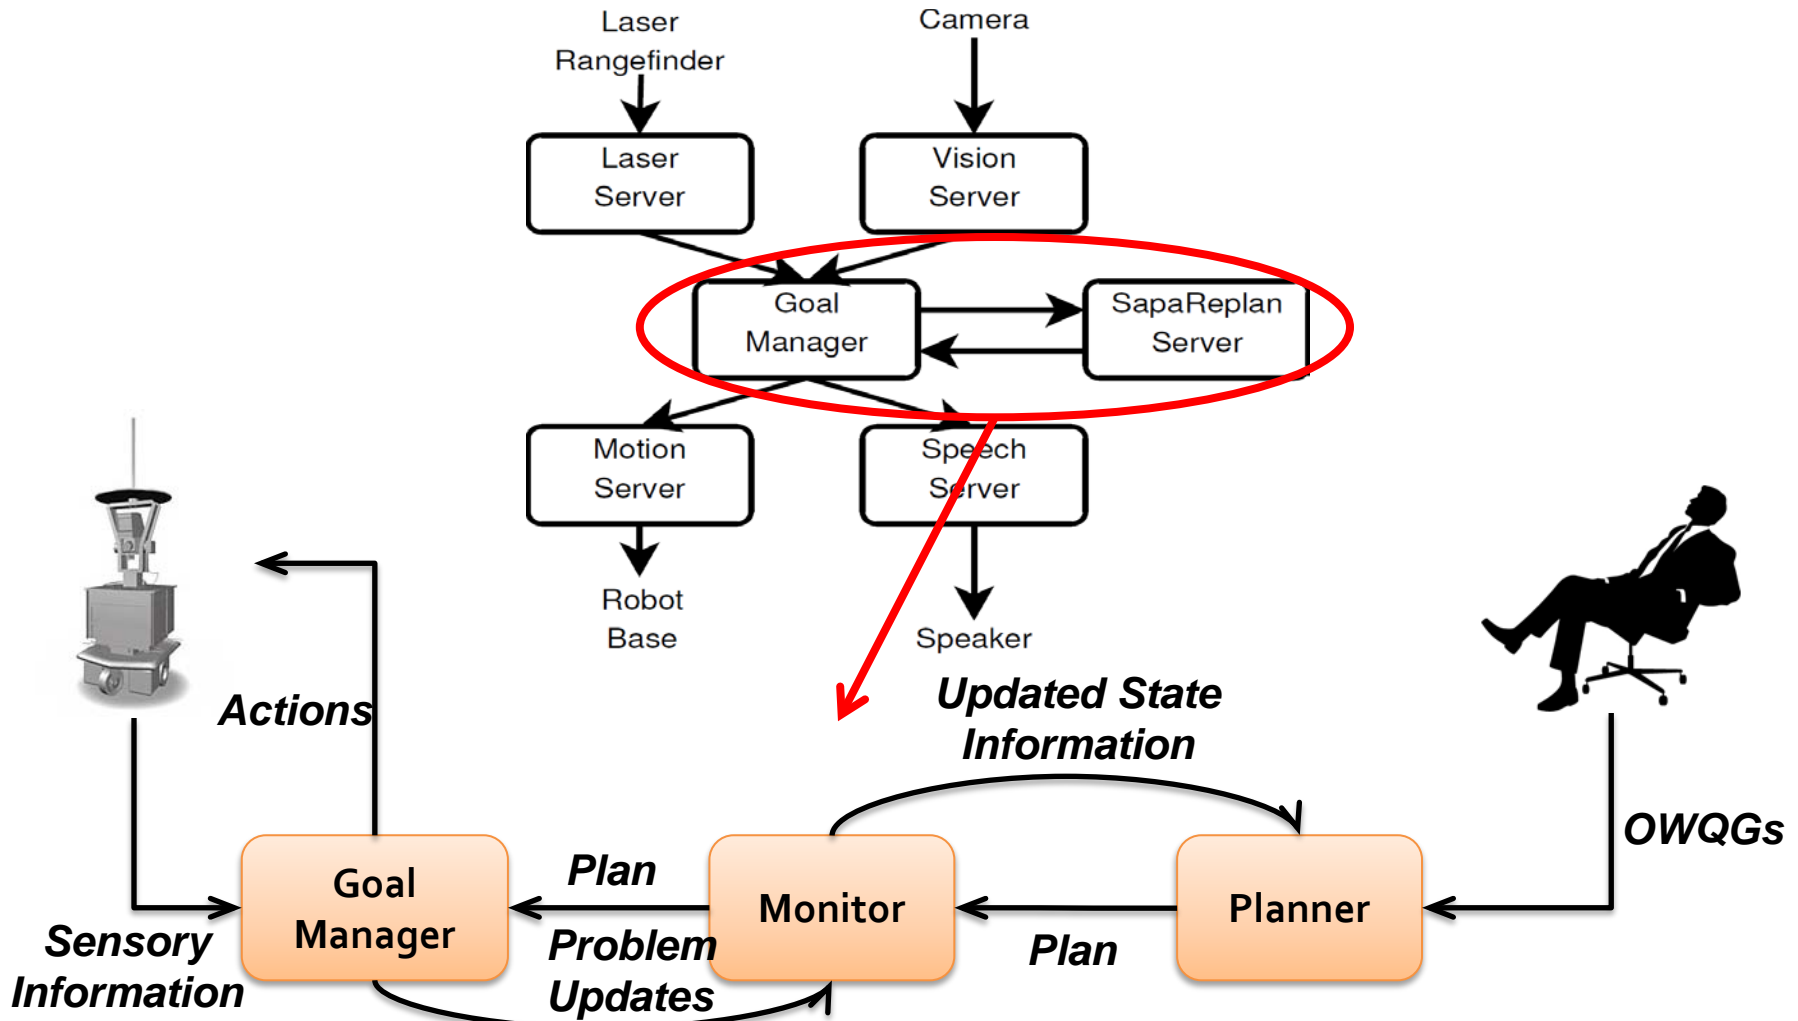 Laser
Rangefinder
Camera
Laser
Server
Vision
Server
Goal
Manager
SapaReplan
Server
Motion
Server
Speech
Server
Robot
Base
Speaker
Actions
Updated State
Information
OWQGs
Goal
Manager
Plan
Monitor
Planner
Sensory
Information
Problem
Updates
Plan